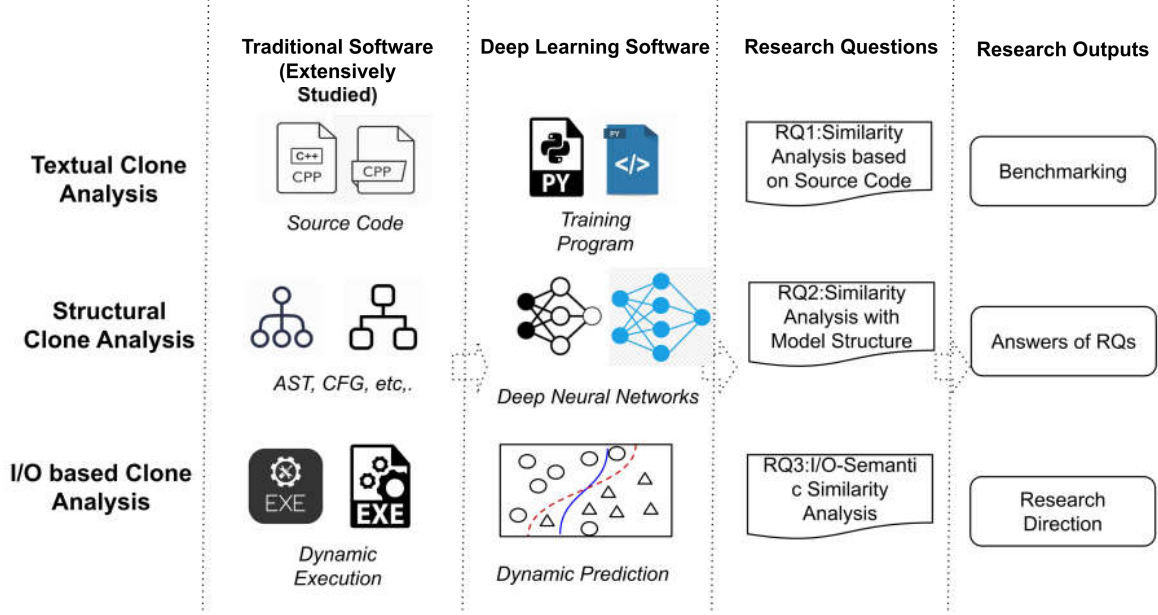 Traditional Software
(Extensively
Studied)
Deep Learning Software
Research Questions
Research Outputs
Textual Clone
Analysis
C++
CPP
CPP
Source Code
PY
PY
</>
Training
Program
RQ1:Similarity
Analysis based
on Source Code
Benchmarking
Structural
Clone Analysis
AST, CFG, etc,.
Deep Neural Networks
RQ2:Similarity
Analysis with
Model Structure
Answers of RQs
I/O based Clone
Analysis
EXE
EXE
Dynamic
Execution
Dynamic Prediction
RQ3:I/O-Semanti
c Similarity
Analysis
Research
Direction